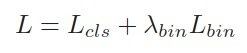 L = L_{cls} + λ_{bin}L_{bin}